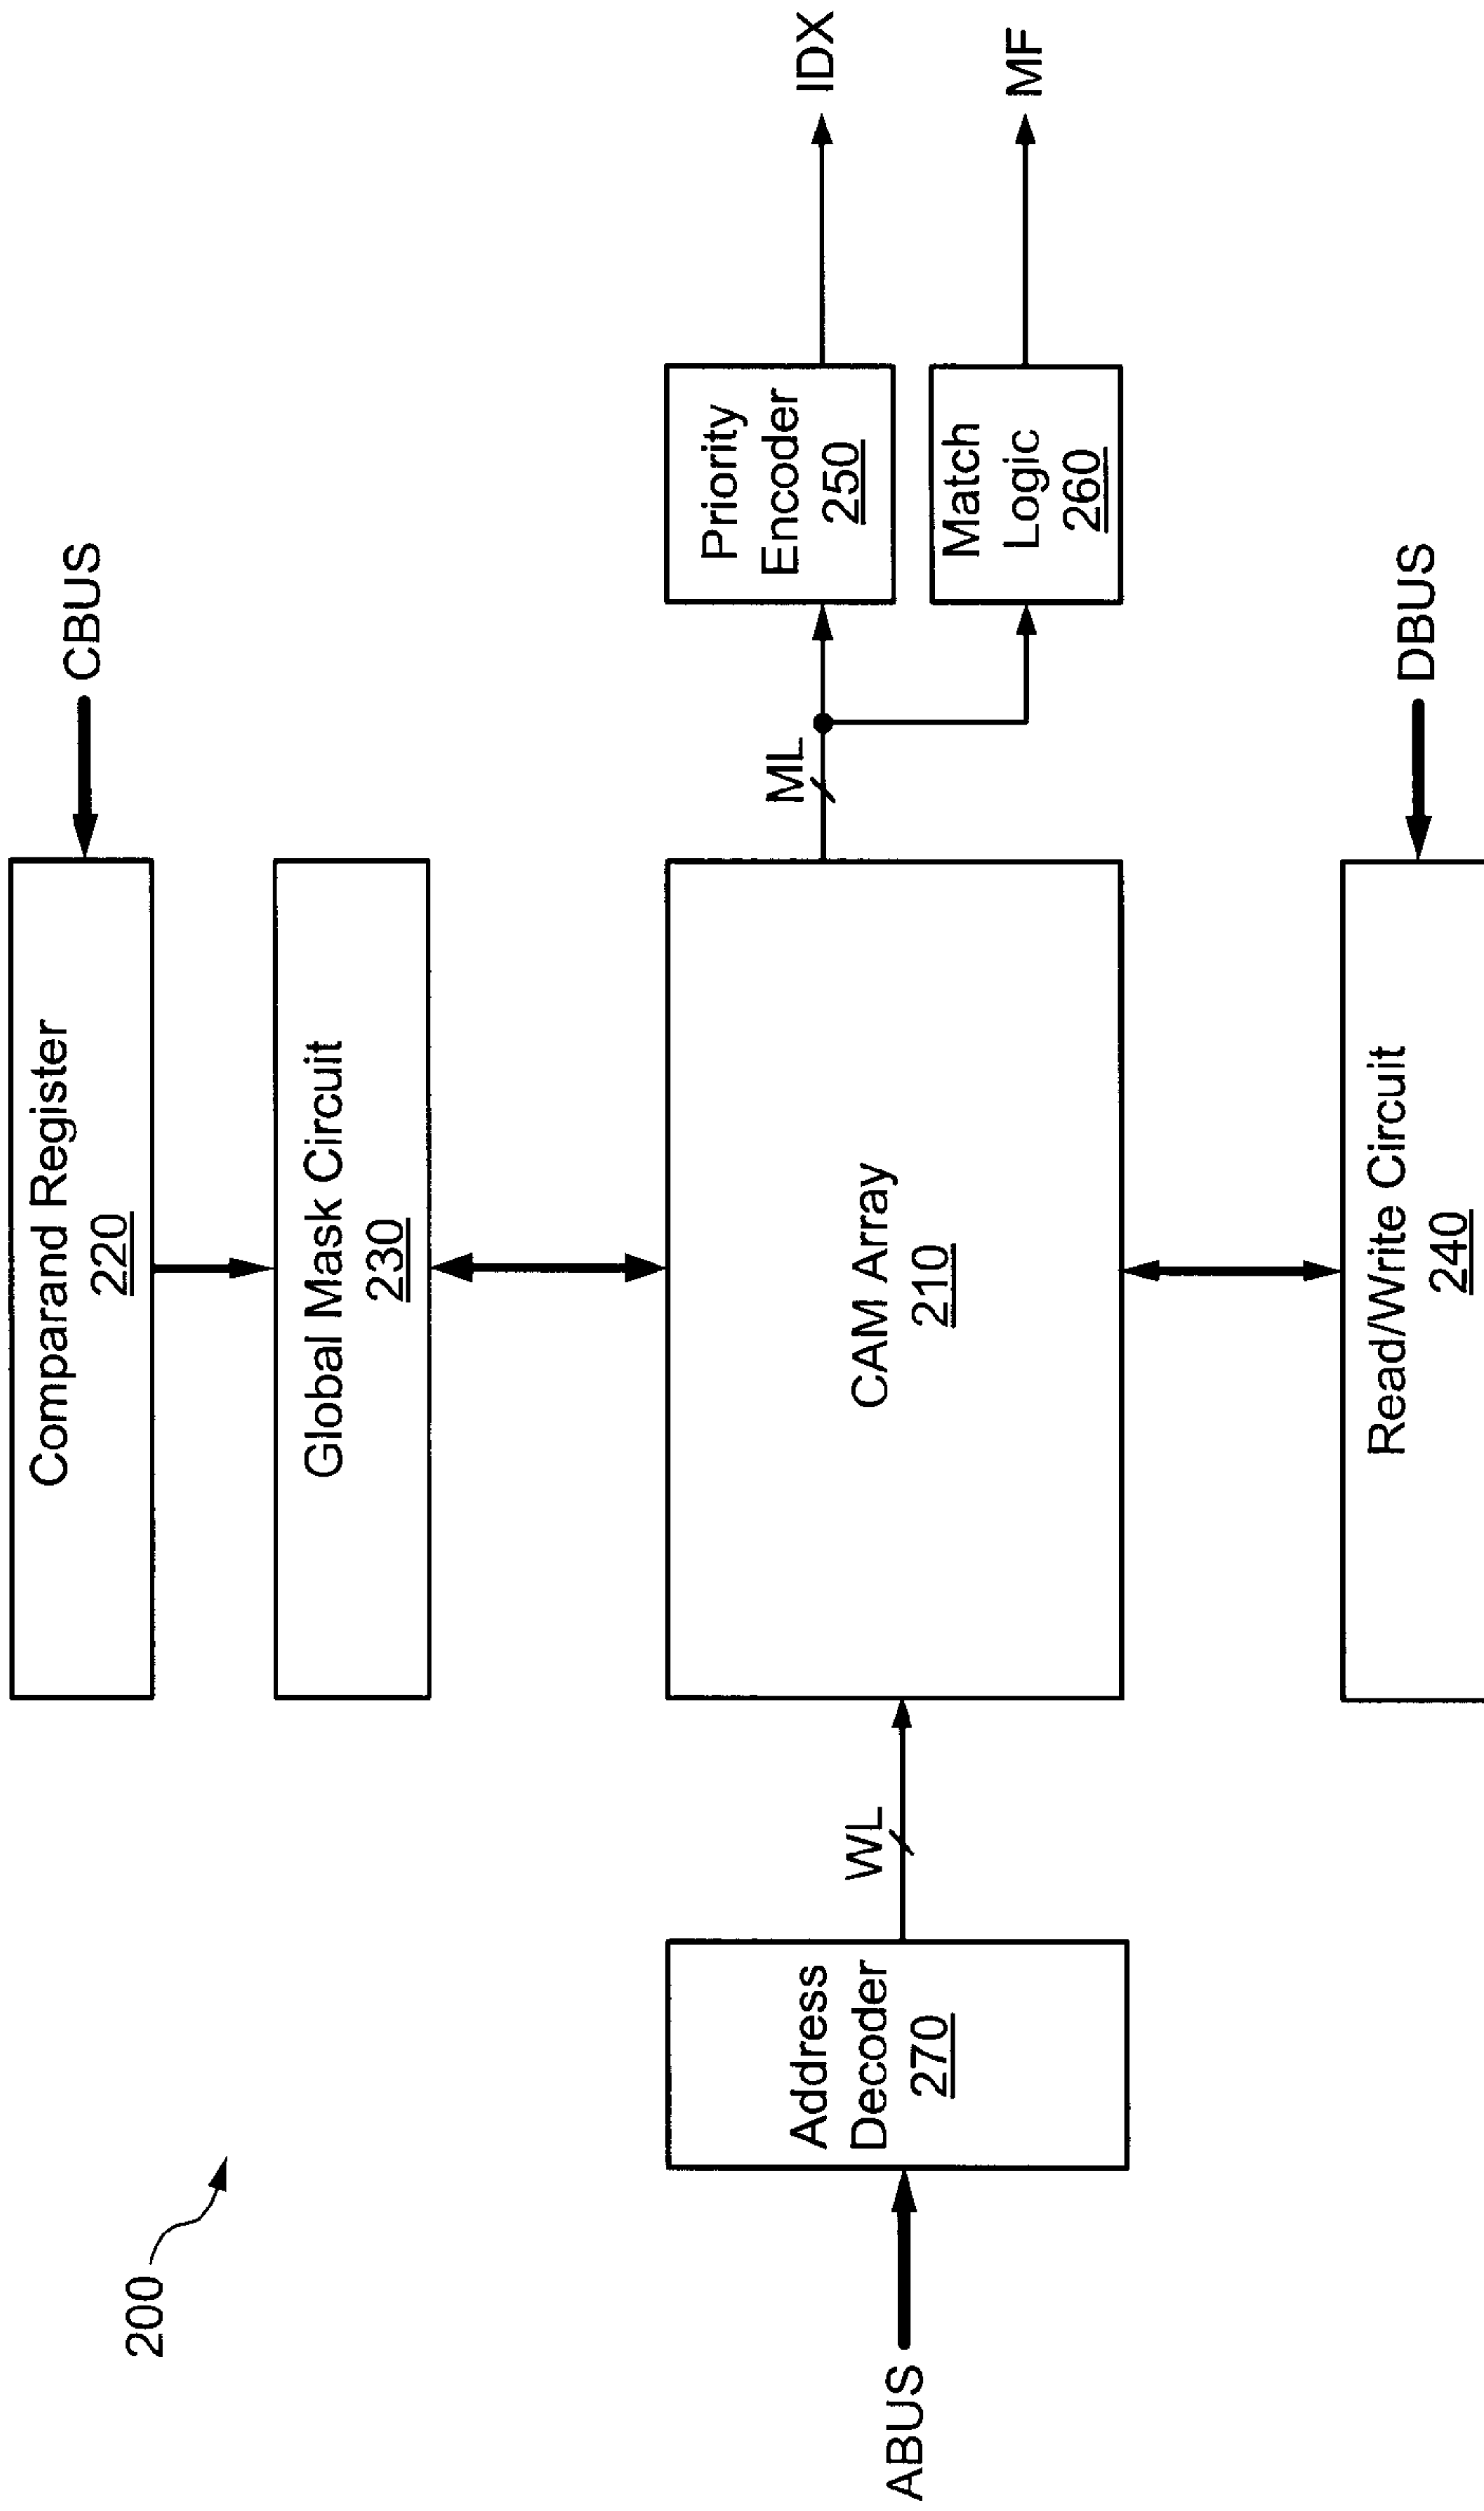 200
CBUS
Comparand Register
220
Global Mask Circuit
230
ABUS
Address
Decoder
270
WL
CAM Array
210
ML
Priority
Encoder
250
IDX
Match
Logic
260
MF
Read/Write Circuit
240
DBUS